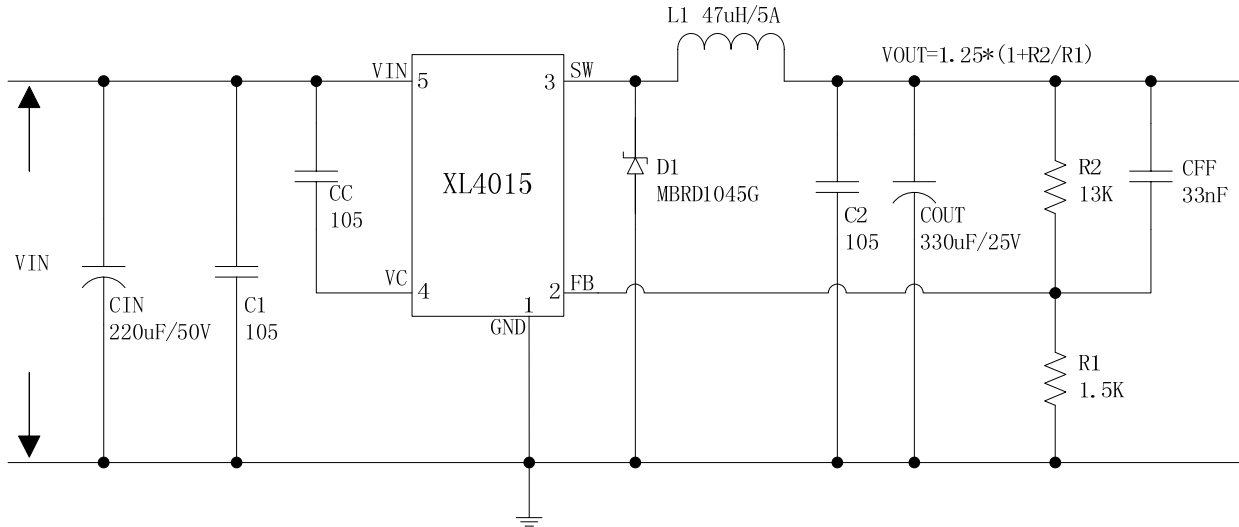 L1 47uH/5A
VOUT=1.25*(1+R2/R1)
VIN
5
3
SW
XL4015
CC
105
D1
MBRD1045G
C2
105
COUT
330uF/25V
R2
13K
CFF
33nF
VIN
VC
4
2
FB
1
GND
CIN
220uF/50V
C1
105
R1
1.5K